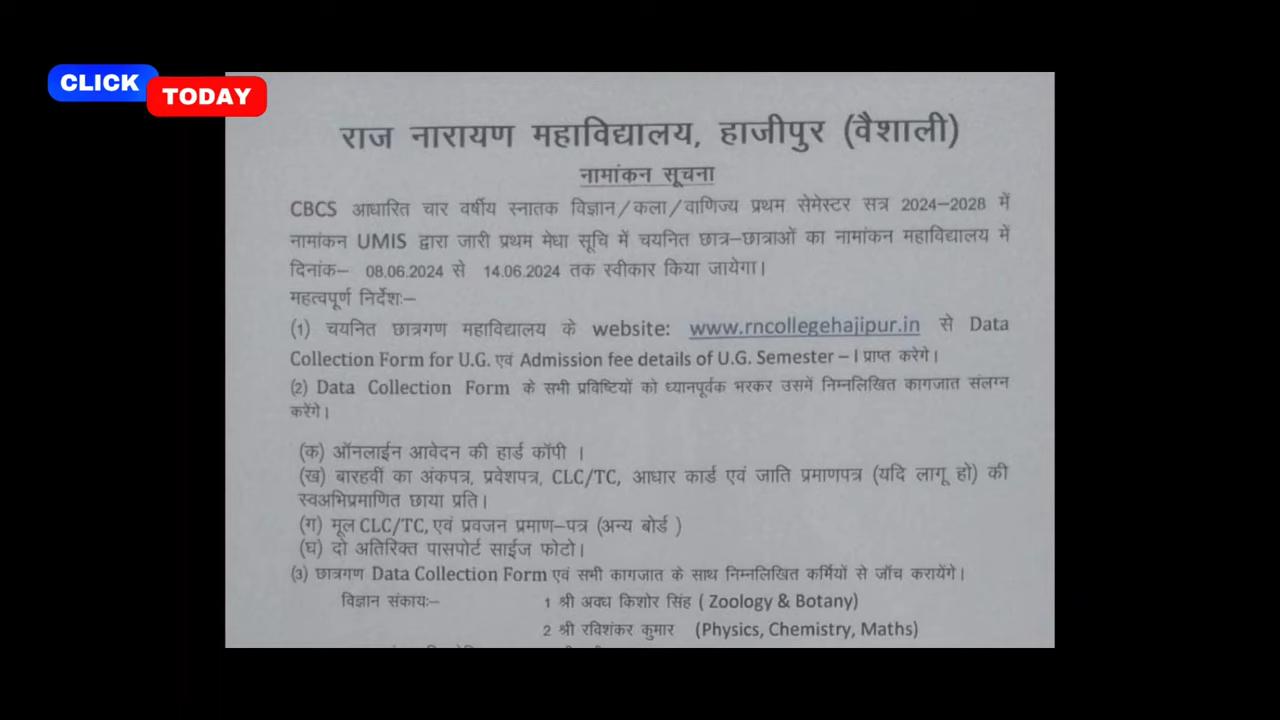 CLICK
TODAY
राज नारायण महाविद्यालय, हाजीपुर (वैशाली)
नामांकन सूचना
CBCS आधारित चार वर्षीय स्नातक विज्ञान/कला/वाणिज्य प्रथम सेमेस्टर सत्र 2024–2028 में
नामांकन UMIS द्वारा जारी प्रथम मेधा सूचि में चयनित छात्र–छात्राओं का नामांकन महाविद्यालय में
दिनांक– 08.06.2024 से 14.06.2024 तक स्वीकार किया जायेगा।
महत्वपूर्ण निर्देशः–
(1) चयनित छात्रगण महाविद्यालय के website: www.rncollegehajipur.in से Data
Collection Form for U.G. एवं Admission fee details of U.G. Semester – I प्राप्त करेगे।
(2) Data Collection Form के सभी प्रविष्टियों को ध्यानपूर्वक भरकर उसमें निम्नलिखित कागजात संलग्न
करेंगे।
(क) ऑनलाईन आवेदन की हार्ड कॉपी ।
(ख) बारहवीं का अंकपत्र, प्रवेशपत्र, CLC/TC, आधार कार्ड एवं जाति प्रमाणपत्र (यदि लागू हो) की
स्वअभिप्रमाणित छाया प्रति।
(ग) मूल CLC/TC, एवं प्रवजन प्रमाण–पत्र (अन्य बोर्ड )
(घ) दो अतिरिक्त पासपोर्ट साईज फोटो।
(3) छात्रगण Data Collection Form एवं सभी कागजात के साथ निम्नलिखित कर्मियों से जॉच करायेंगे।
विज्ञान संकायः– 1 श्री अवध किशोर सिंह ( Zoology & Botany)
2 श्री रविशंकर कुमार (Physics, Chemistry, Maths)